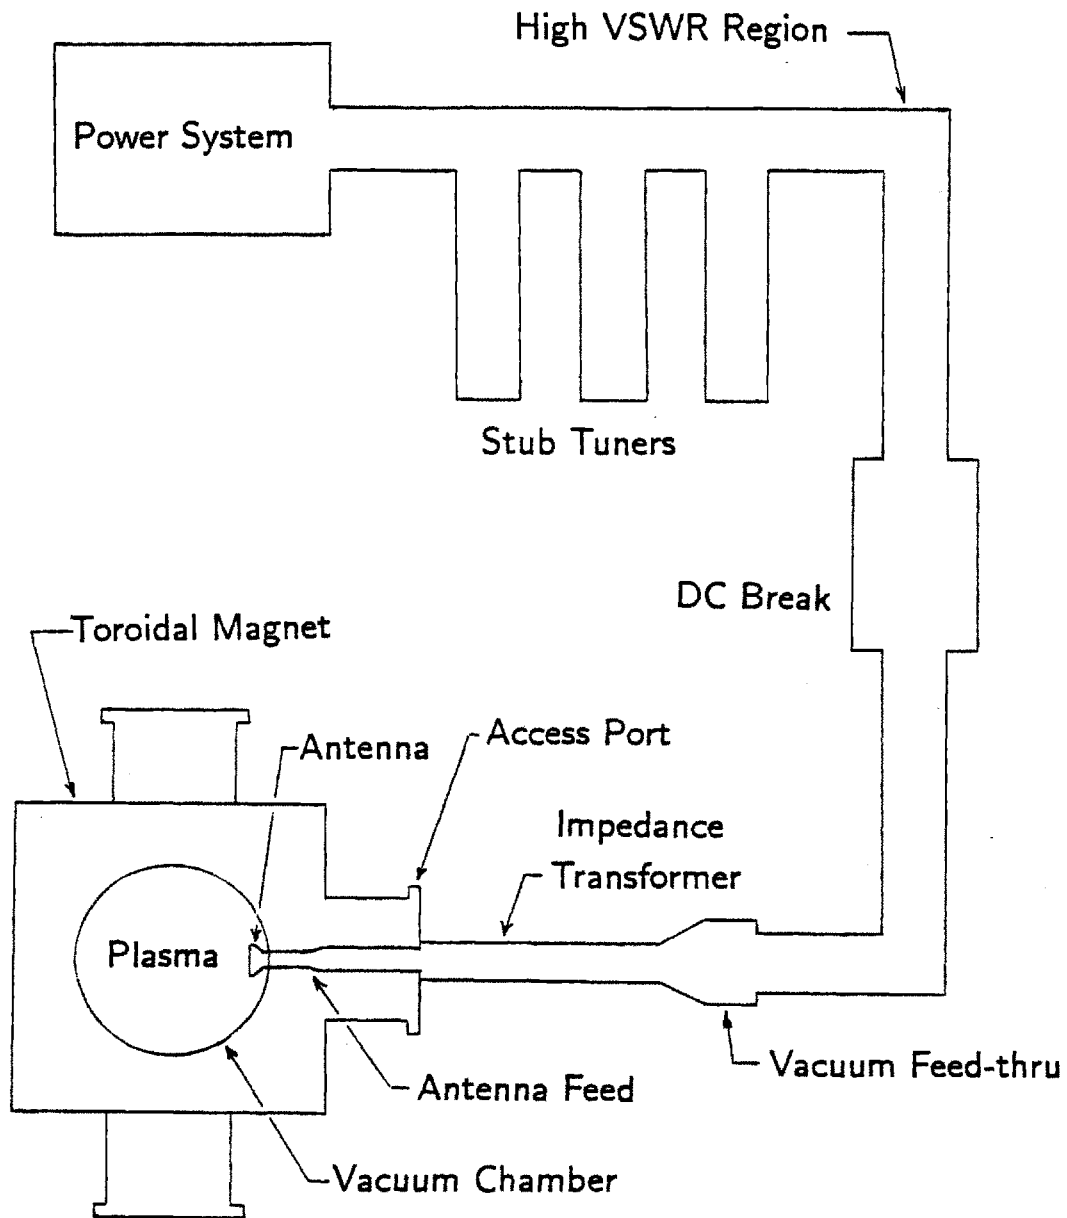 High VSWR Region
Power System
Stub Tuners
DC Break
Toroidal Magnet
Antenna
Access Port
Impedance
Transformer
Plasma
Vacuum Feed-thru
Antenna Feed
Vacuum Chamber